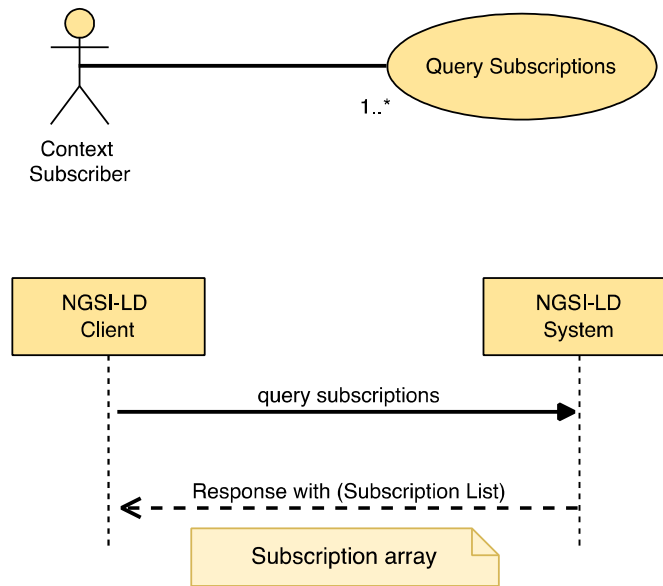 Query Subscriptions
1..*
Context
Subscriber
NGSI-LD
Client
NGSI-LD
System
query subscriptions
Response with (Subscription List)
Subscription array